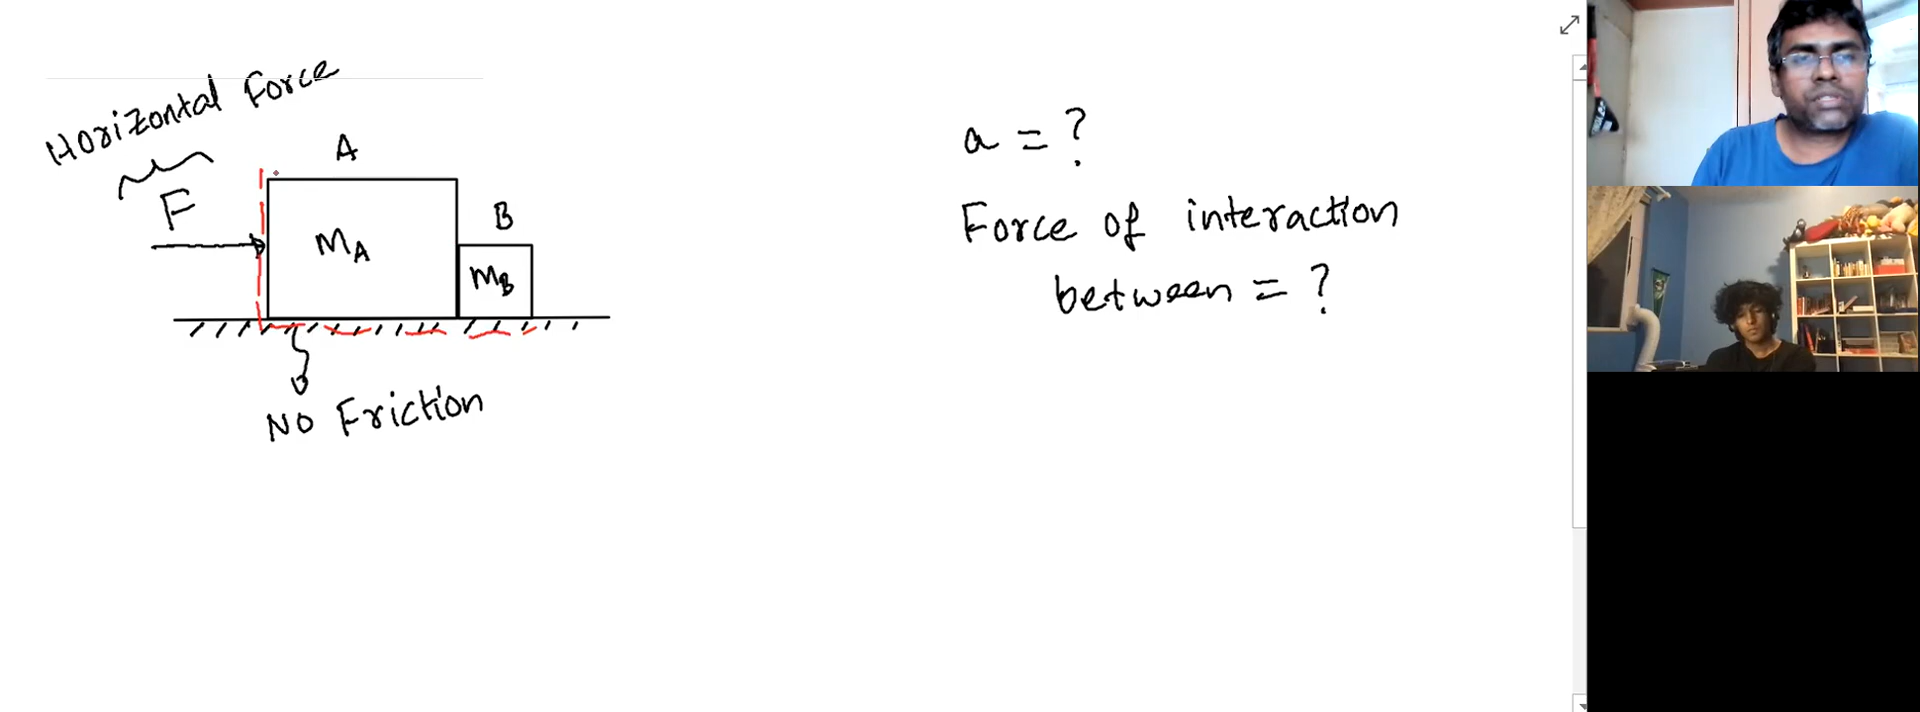 Horizontal Force
F
A
B
MA
MB
No Friction
a = ?
Force of interaction
between = ?